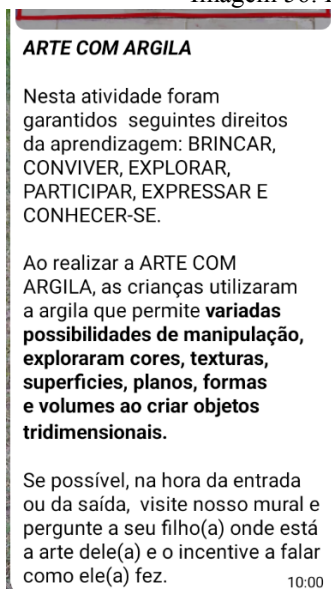 ARTE COM ARGILA
Nesta atividade foram
garantidos seguintes direitos
da aprendizagem: BRINCAR,
CONVIVER, EXPLORAR,
PARTICIPAR, EXPRESSAR E
CONHECER-SE.
Ao realizar a ARTE COM
ARGILA, as crianças utilizaram
a argila que permite variadas
possibilidades de manipulação,
exploraram cores, texturas,
superficies, planos, formas
e volumes ao criar objetos
tridimensionais.
Se possível, na hora da entrada
ou da saída, visite nosso mural e
pergunte a seu filho(a) onde está
a arte dele(a) e o incentive a falar
como ele(a) fez.
10:00